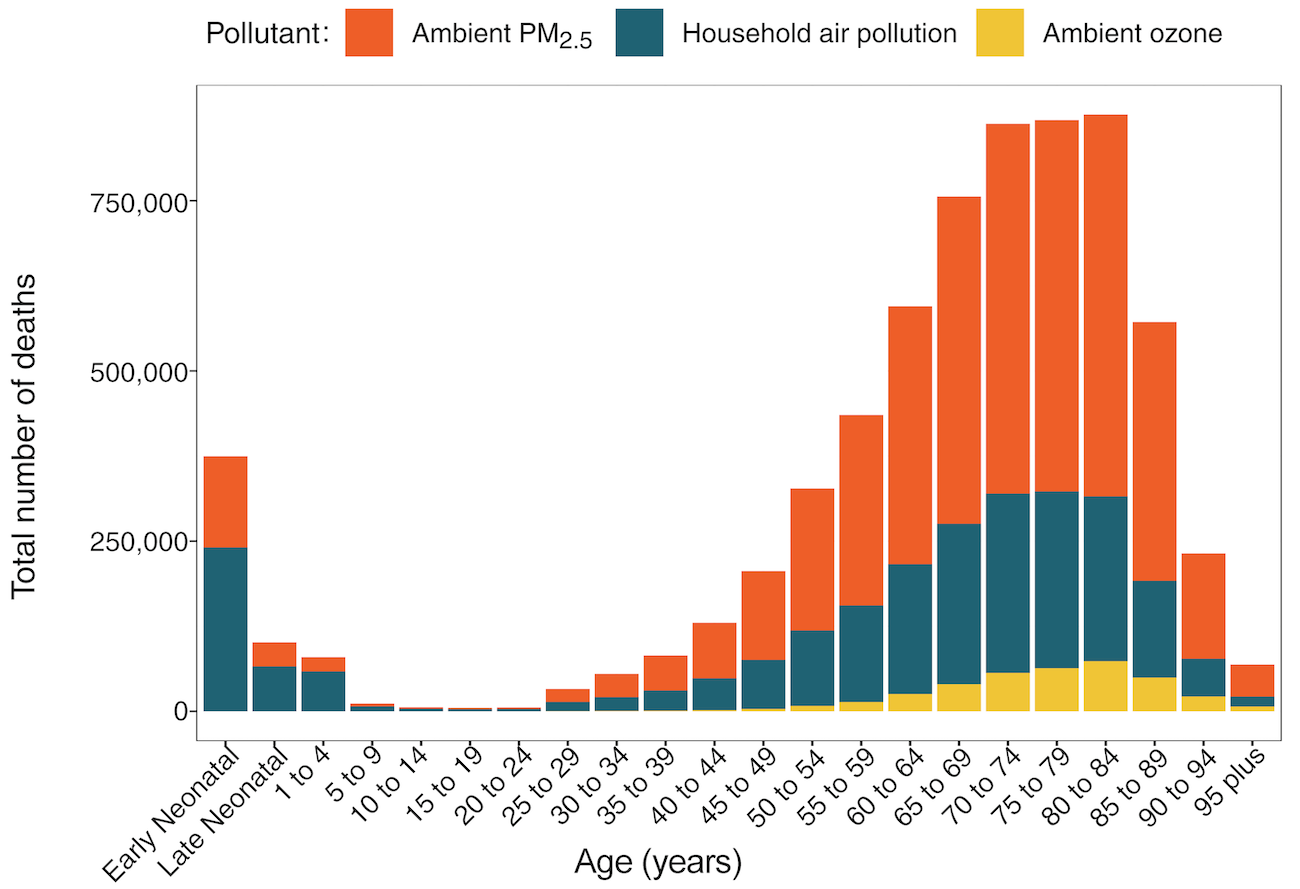 Pollutant: Ambient PM2.5 Household air pollution Ambient ozone
Total number of deaths
750,000
500,000
250,000
0
Early Neonatal
Late Neonatal
1 to 4
5 to 9
10 to 14
15 to 19
20 to 24
25 to 29
30 to 34
35 to 39
40 to 44
45 to 49
50 to 54
55 to 59
60 to 64
65 to 69
70 to 74
75 to 79
80 to 84
85 to 89
90 to 94
95 plus
Age (years)